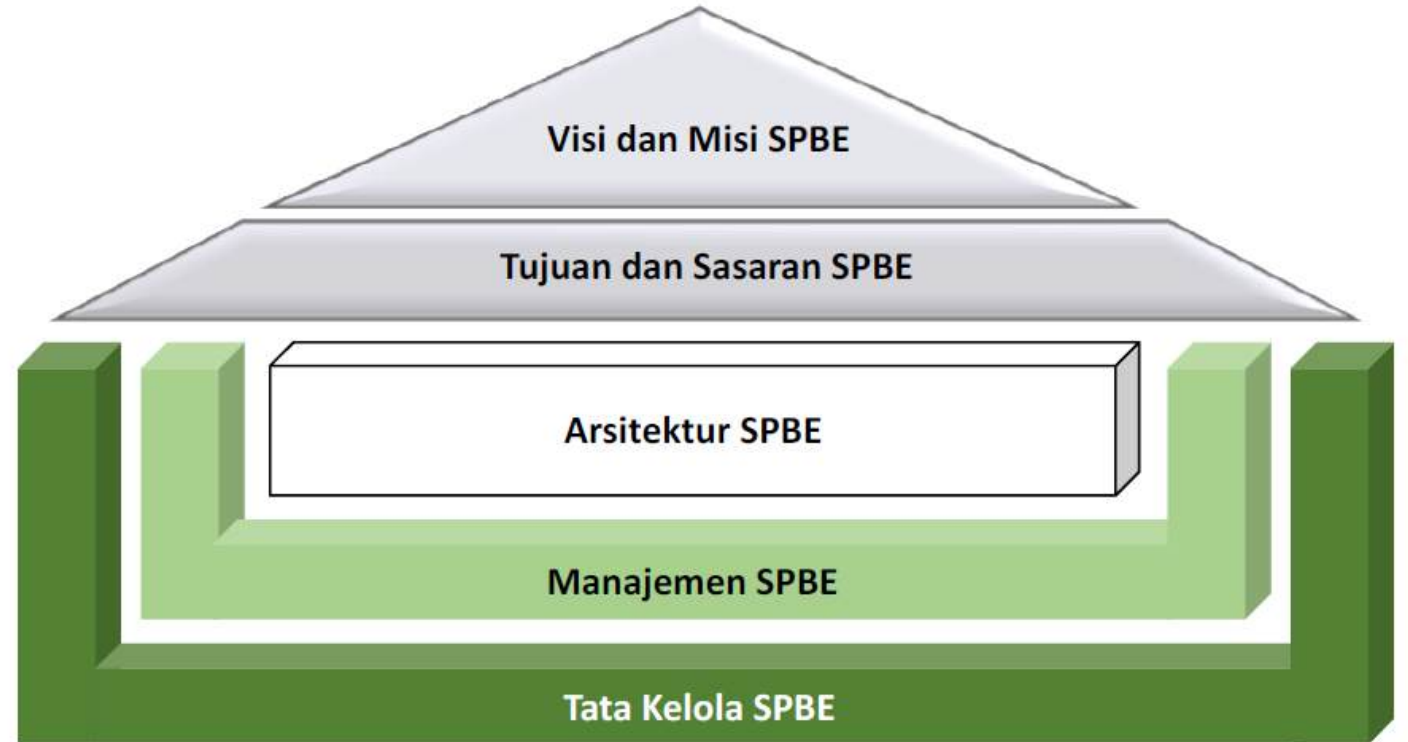 Visi dan Misi SPBE
Tujuan dan Sasaran SPBE
Arsitektur SPBE
Manajemen SPBE
Tata Kelola SPBE